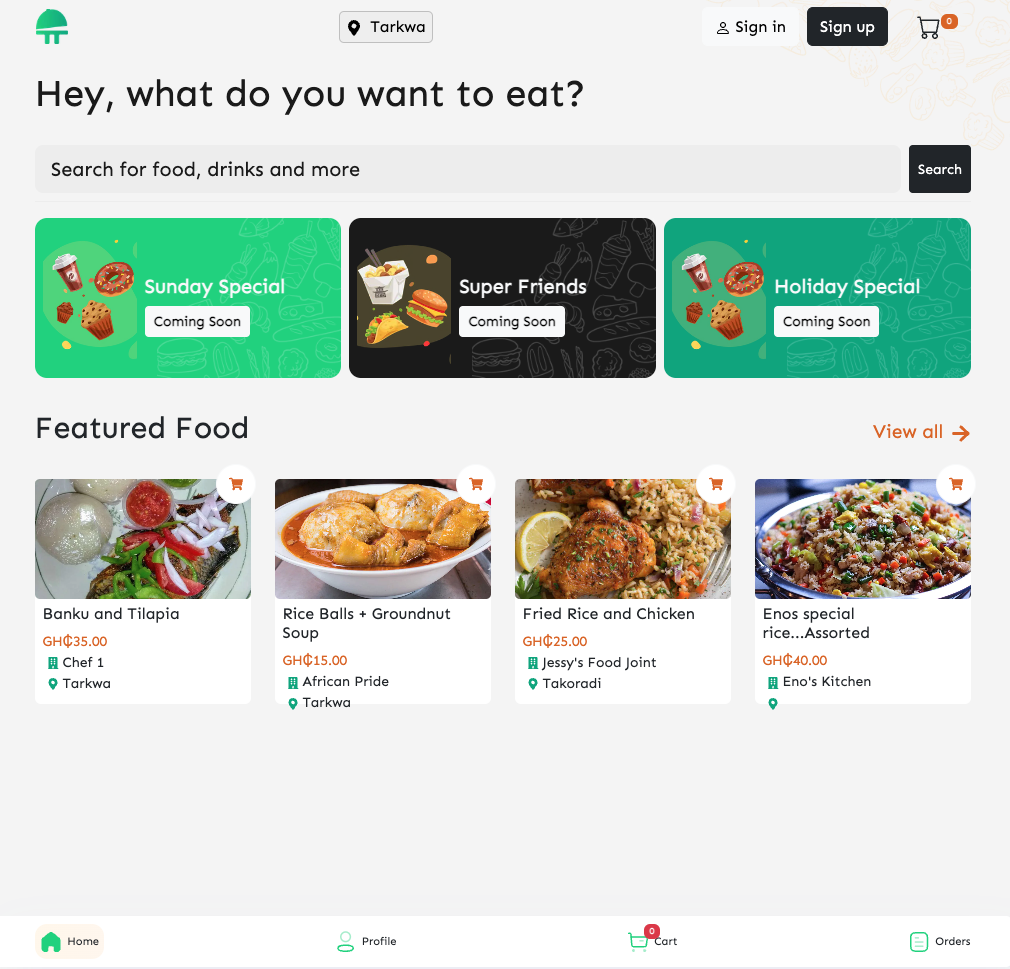 Tarkwa
Sign in
Sign up
0
Hey, what do you want to eat?
Search for food, drinks and more
Search
Sunday Special
Coming Soon
Super Friends
Coming Soon
Holiday Special
Coming Soon
Featured Food
View all
Banku and Tilapia
GH₵35.00
Chef 1
Tarkwa
Rice Balls + Groundnut
Soup
GH₵15.00
African Pride
Tarkwa
Fried Rice and Chicken
GH₵25.00
Jessy's Food Joint
Takoradi
Enos special
rice...Assorted
GH₵40.00
Eno's Kitchen
Home
Profile
0
Cart
Orders